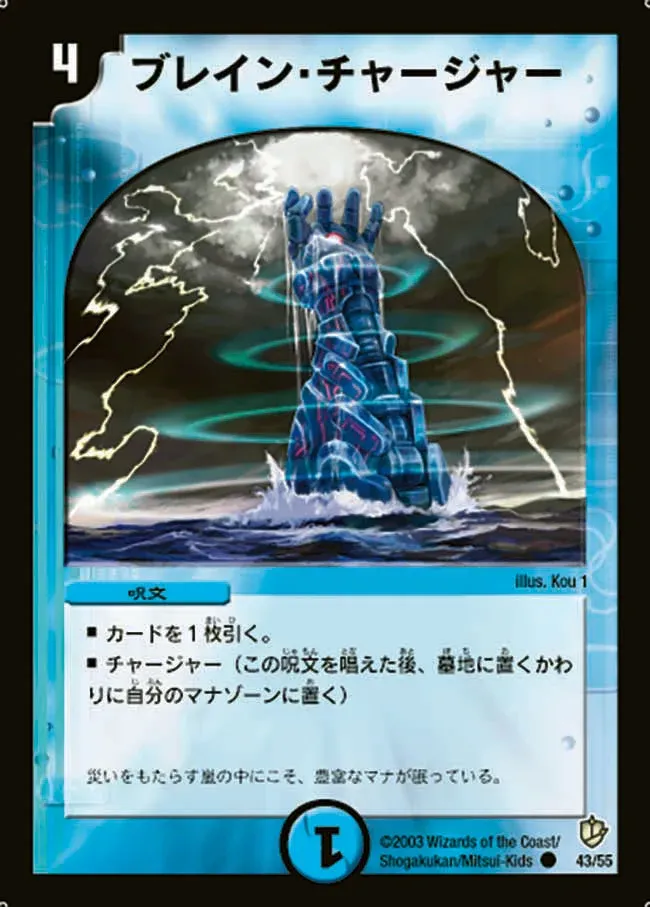 4
ブレイン・チャージャー
illus. Kou 1
呪文
■ カードを1枚引く。
■ チャージャー（この呪文を唱えた後、墓地に置くかわ
りに自分のマナゾーンに置く）
災いをもたらす嵐の中にこそ、豊富なマナが眠っている。
1
©2003 Wizards of the Coast/
Shogakukan/Mitsui-Kids
43/55